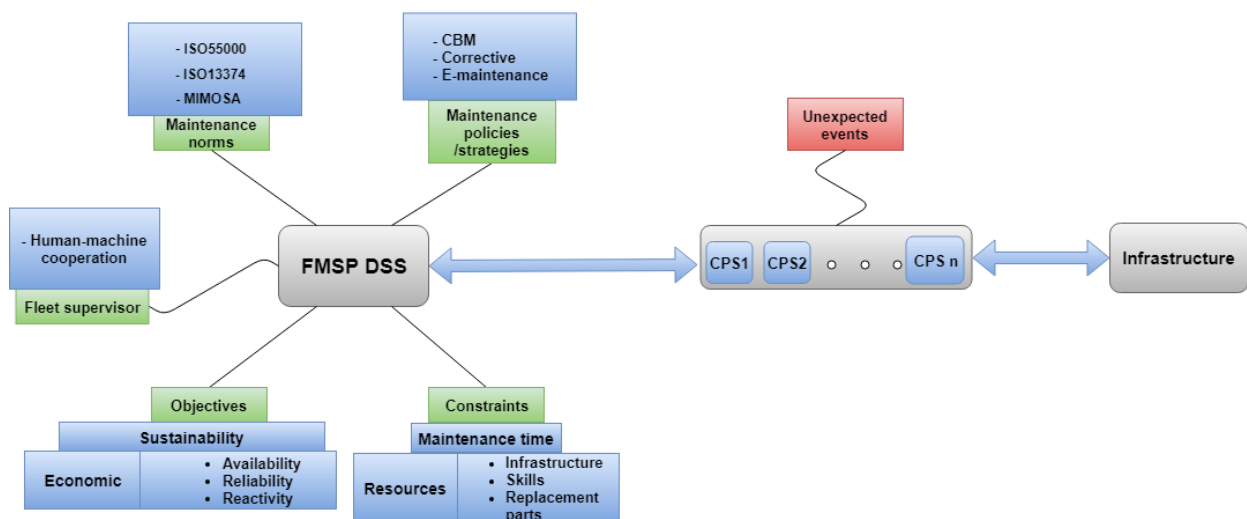 - ISO55000
- ISO13374
- MIMOSA
Maintenance
norms
- CBM
- Corrective
- E-maintenance
Maintenance
policies
/strategies
Unexpected
events
- Human-machine
cooperation
Fleet supervisor
FMSP DSS
CPS1
CPS2
CPS n
Infrastructure
Objectives
Sustainability
Economic
• Availability
• Reliability
• Reactivity
Constraints
Maintenance time
Resources
• Infrastructure
• Skills
• Replacement
parts